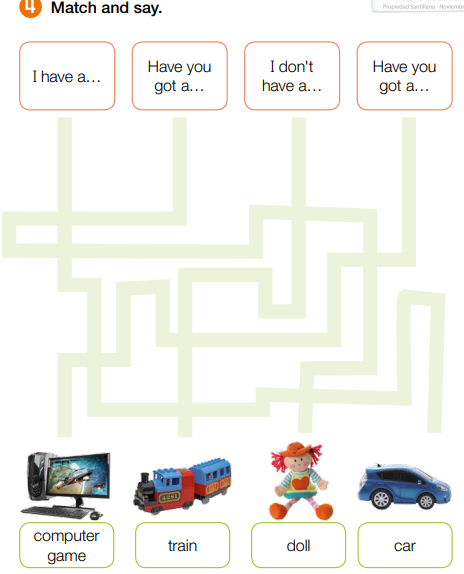 4 Match and say.
Propiedad Santillana - Noviembr
I have a…
Have you
got a…
I don't
have a…
Have you
got a…
computer
game
train
doll
car